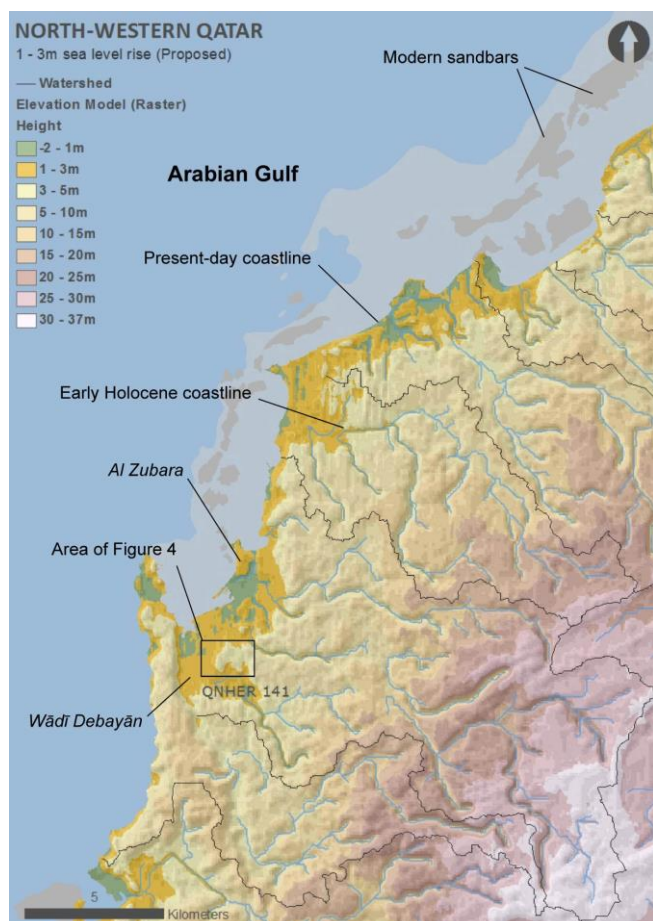 NORTH-WESTERN QATAR
1 - 3m sea level rise (Proposed)
Watershed
Elevation Model (Raster)
Height
-2 - 1m
1 - 3m
3 - 5m
5 - 10m
10 - 15m
15 - 20m
20 - 25m
25 - 30m
30 - 37m
Modern sandbars
Arabian Gulf
Present-day coastline
Early Holocene coastline
Al Zubara
Area of Figure 4
QNHER 141
Wādī Debayān
5
Kilometers